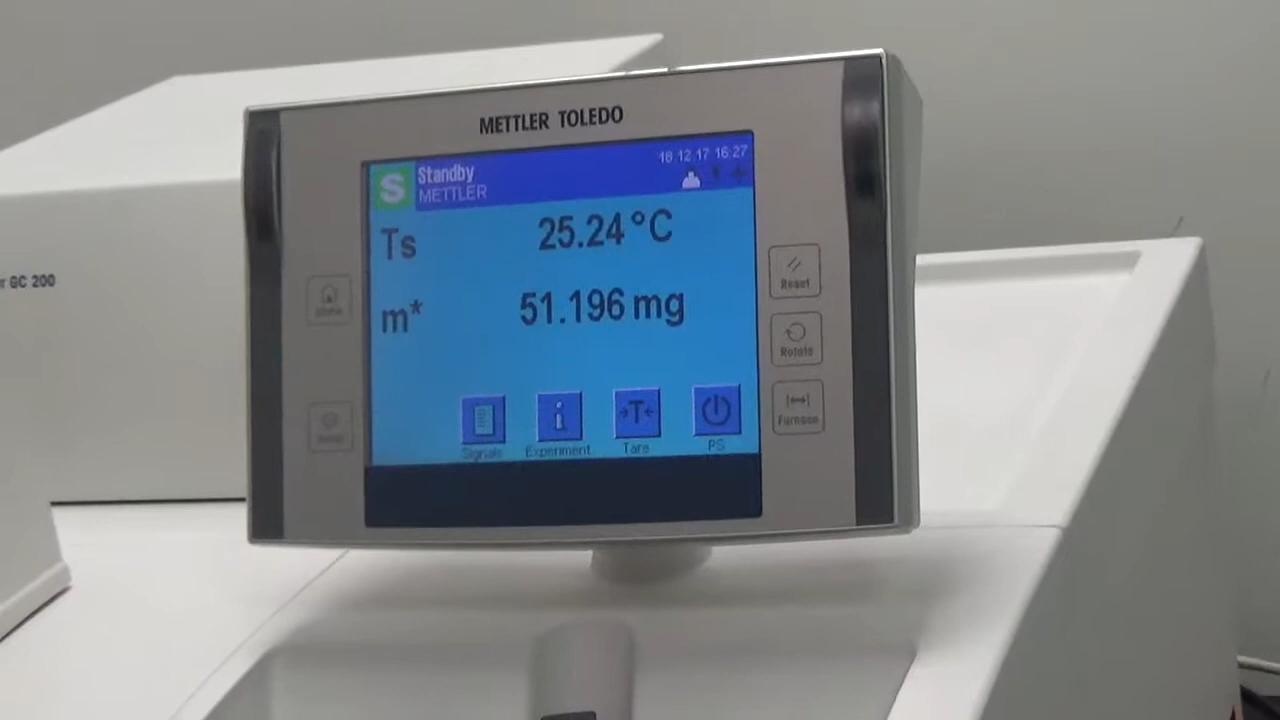 METTLER TOLEDO
r GC 200
S
Standby
METTLER
18 12 17 16:27
Ts 25.24°C
m* 51.196 mg
Reset
Rotate
Furnace
i
T
Signals Experiment Tare PS